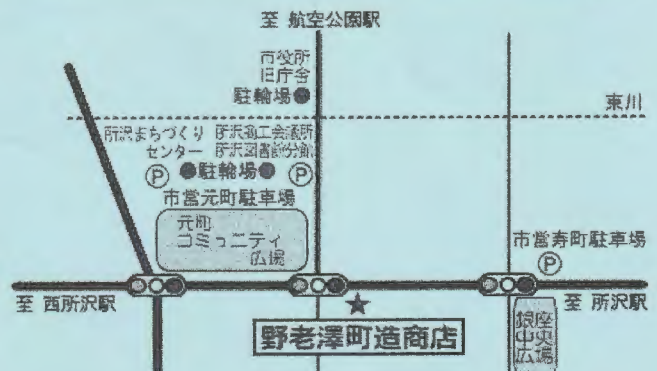 至 航空公園駅
市役所
旧庁舎
駐輪場●
東川
所沢まちづくり
センター
所沢商工会議所
所沢図書館分館
Ⓟ ●駐輪場● Ⓟ
市営元町駐車場
元町
コミュニティ
広場
市営寿町駐車場
Ⓟ
至 西所沢駅
至 所沢駅
★
野老澤町造商店
銀座
中央
広場